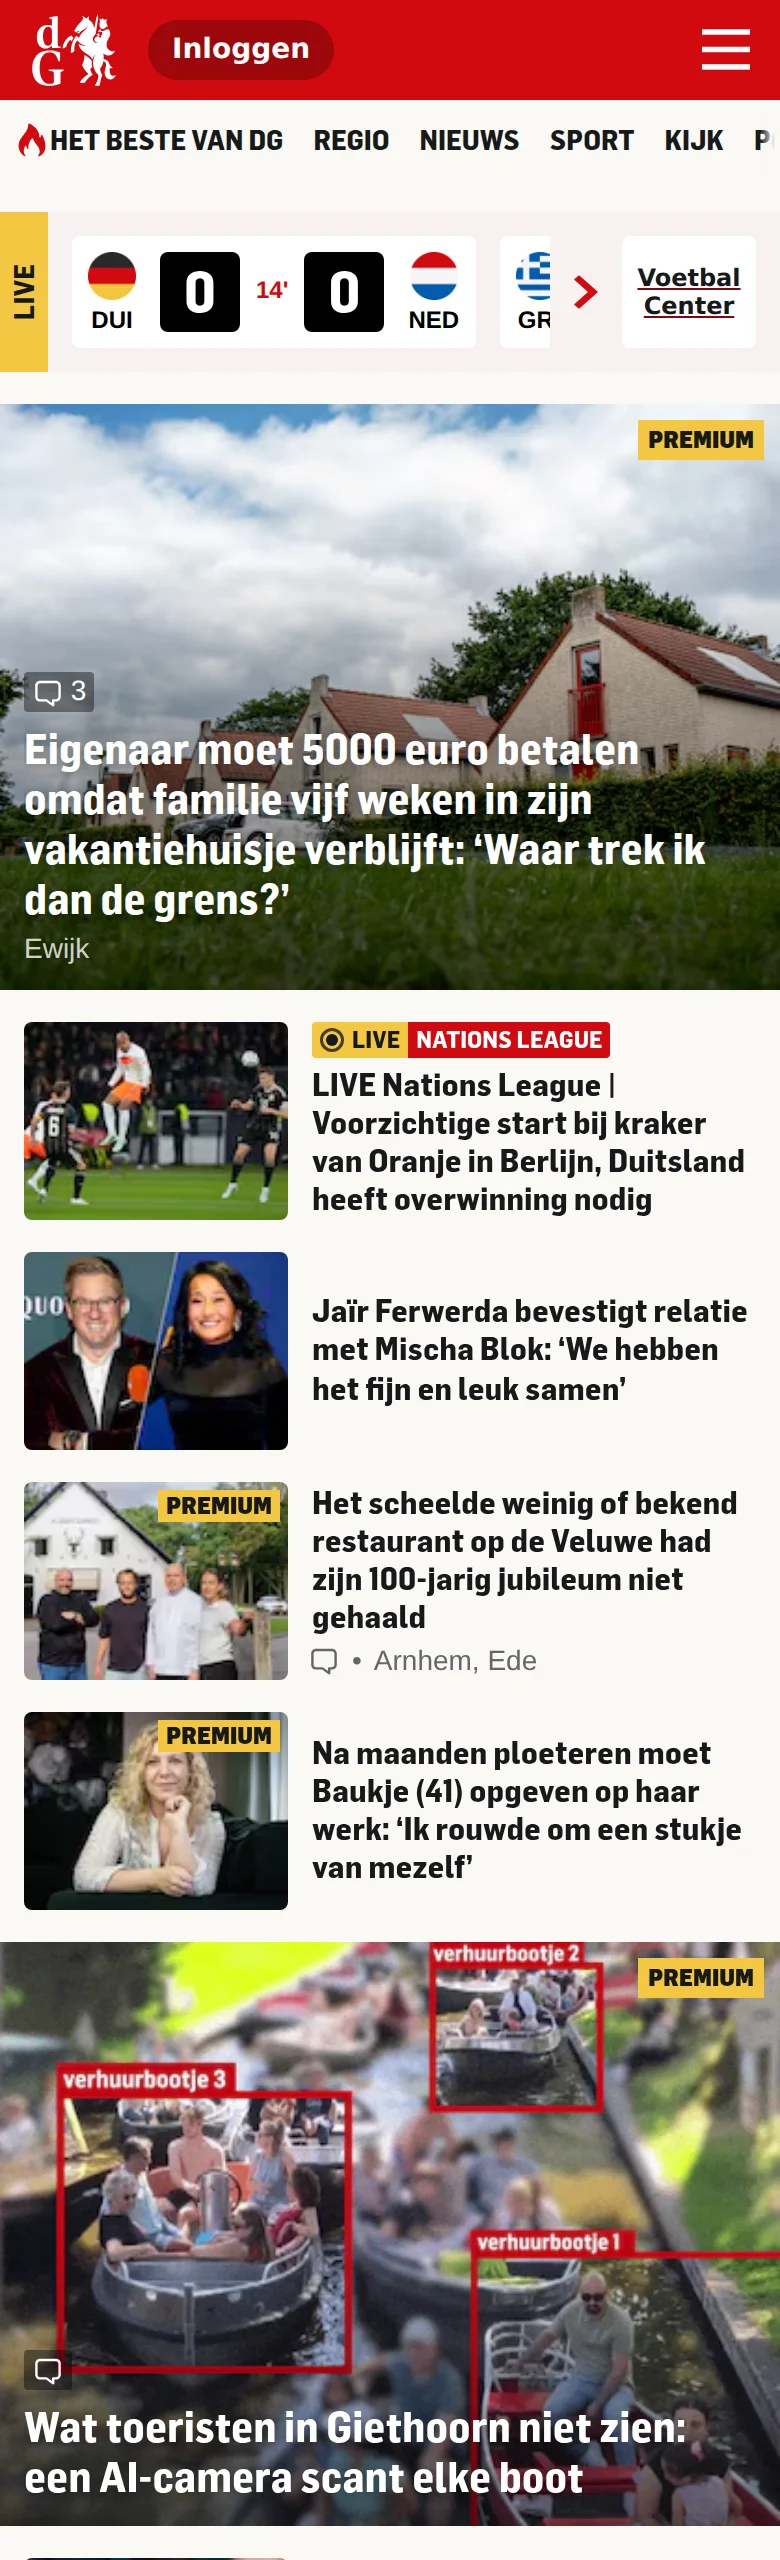 dG
Inloggen
HET BESTE VAN DG REGIO NIEUWS SPORT KIJK
LIVE
DUI 0 14' 0 NED
GR
Voetbal
Center
PREMIUM
3
Eigenaar moet 5000 euro betalen
omdat familie vijf weken in zijn
vakantiehuisje verblijft: ‘Waar trek ik
dan de grens?’
Ewijk
LIVE NATIONS LEAGUE
LIVE Nations League |
Voorzichtige start bij kraker
van Oranje in Berlijn, Duitsland
heeft overwinning nodig
6
QUO
Jaïr Ferwerda bevestigt relatie
met Mischa Blok: ‘We hebben
het fijn en leuk samen’
PREMIUM
Het scheelde weinig of bekend
restaurant op de Veluwe had
zijn 100-jarig jubileum niet
gehaald
• Arnhem, Ede
PREMIUM
Na maanden ploeteren moet
Baukje (41) opgeven op haar
werk: ‘Ik rouwde om een stukje
van mezelf’
verhuurbootje 2
PREMIUM
verhuurbootje 3
verhuurbootje 1
Wat toeristen in Giethoorn niet zien:
een AI-camera scant elke boot